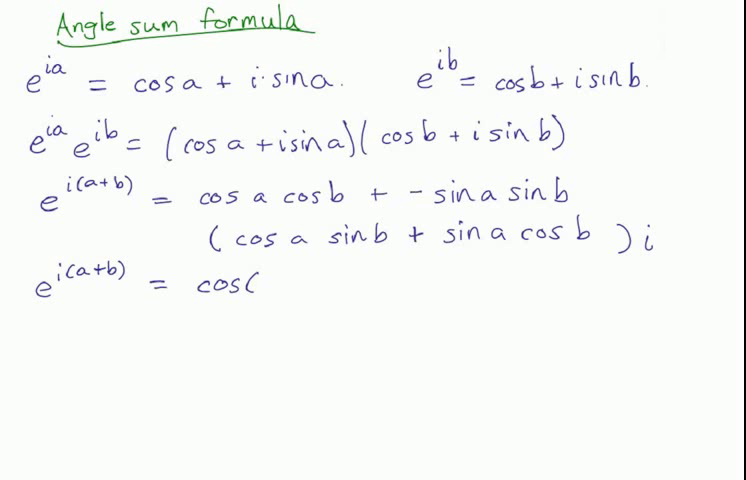 Angle sum formula
e^{ia} = cos a + i·sin a.    e^{ib} = cos b + i sin b.
e^{ia} e^{ib} = (cos a + i sin a)(cos b + i sin b)
e^{i(a+b)} = cos a cos b + - sin a sin b
(cos a sin b + sin a cos b) i
e^{i(a+b)} = cos(